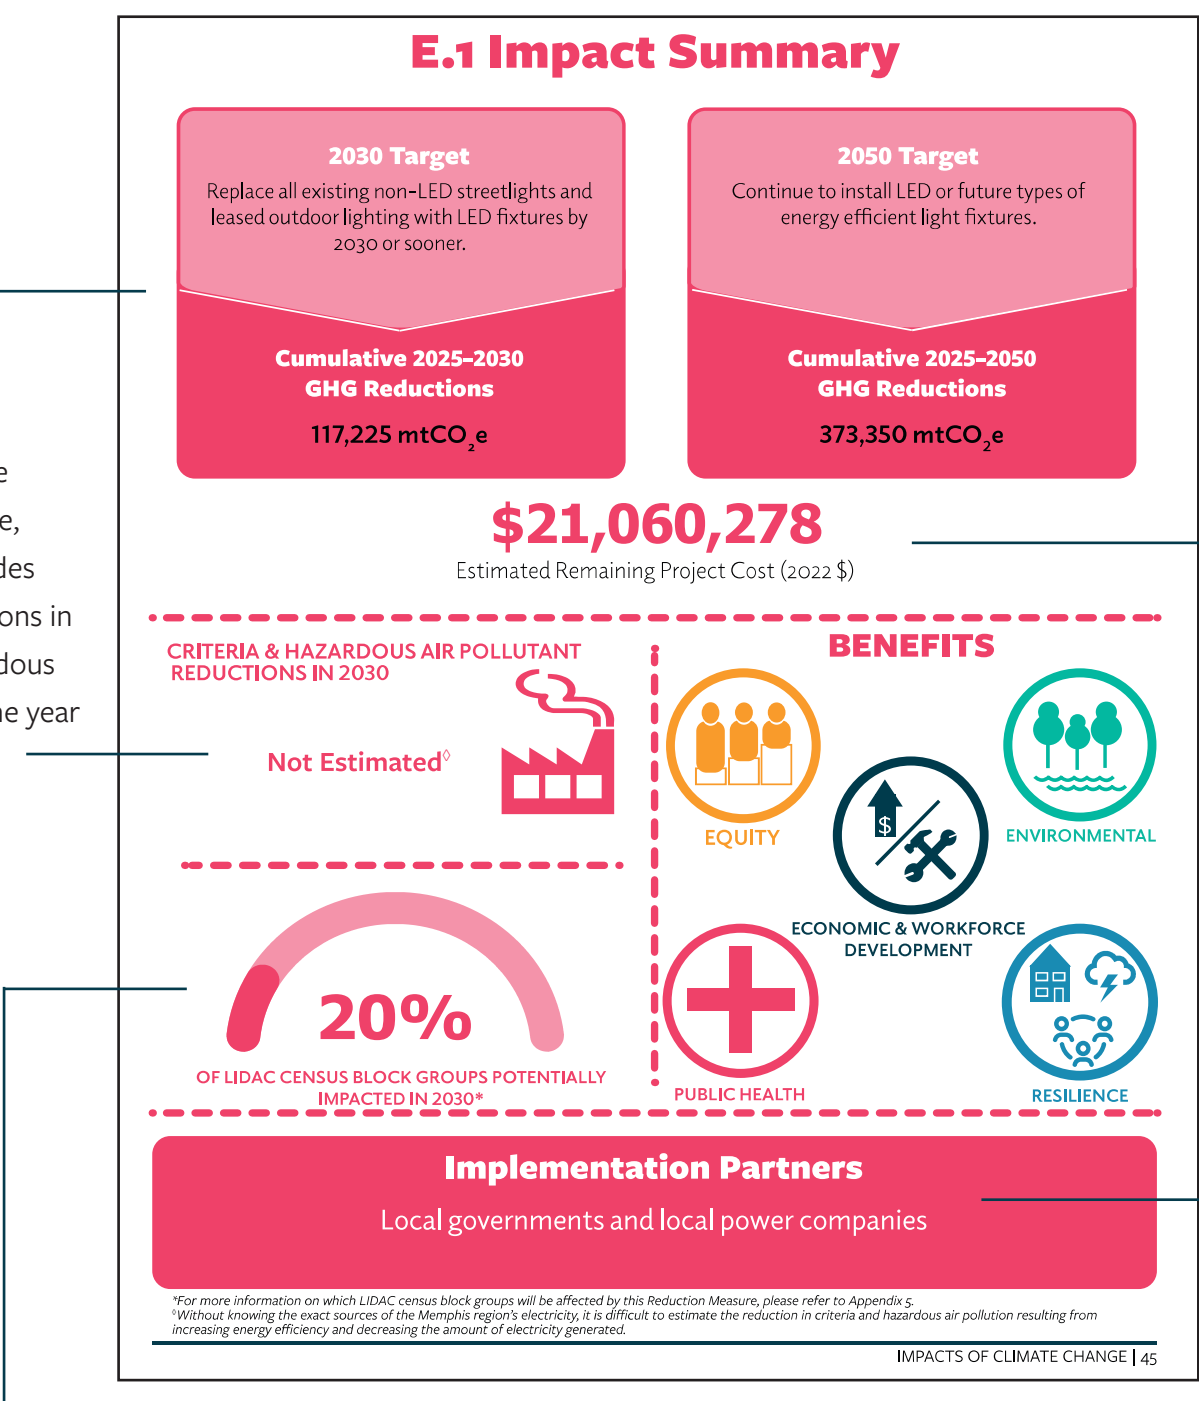 E.1 Impact Summary
2030 Target
Replace all existing non-LED streetlights and
leased outdoor lighting with LED fixtures by
2030 or sooner.
Cumulative 2025–2030
GHG Reductions
117,225 mtCO₂e
2050 Target
Continue to install LED or future types of
energy efficient light fixtures.
Cumulative 2025–2050
GHG Reductions
373,350 mtCO₂e
$21,060,278
Estimated Remaining Project Cost (2022 $)
e
e,
des
ons in
dous
ne year
CRITERIA & HAZARDOUS AIR POLLUTANT
REDUCTIONS IN 2030
Not Estimated◊
20%
OF LIDAC CENSUS BLOCK GROUPS POTENTIALLY
IMPACTED IN 2030*
BENEFITS
EQUITY
ENVIRONMENTAL
$
ECONOMIC & WORKFORCE
DEVELOPMENT
PUBLIC HEALTH
RESILIENCE
Implementation Partners
Local governments and local power companies
*For more information on which LIDAC census block groups will be affected by this Reduction Measure, please refer to Appendix 5.
◊Without knowing the exact sources of the Memphis region's electricity, it is difficult to estimate the reduction in criteria and hazardous air pollution resulting from
increasing energy efficiency and decreasing the amount of electricity generated.
IMPACTS OF CLIMATE CHANGE | 45